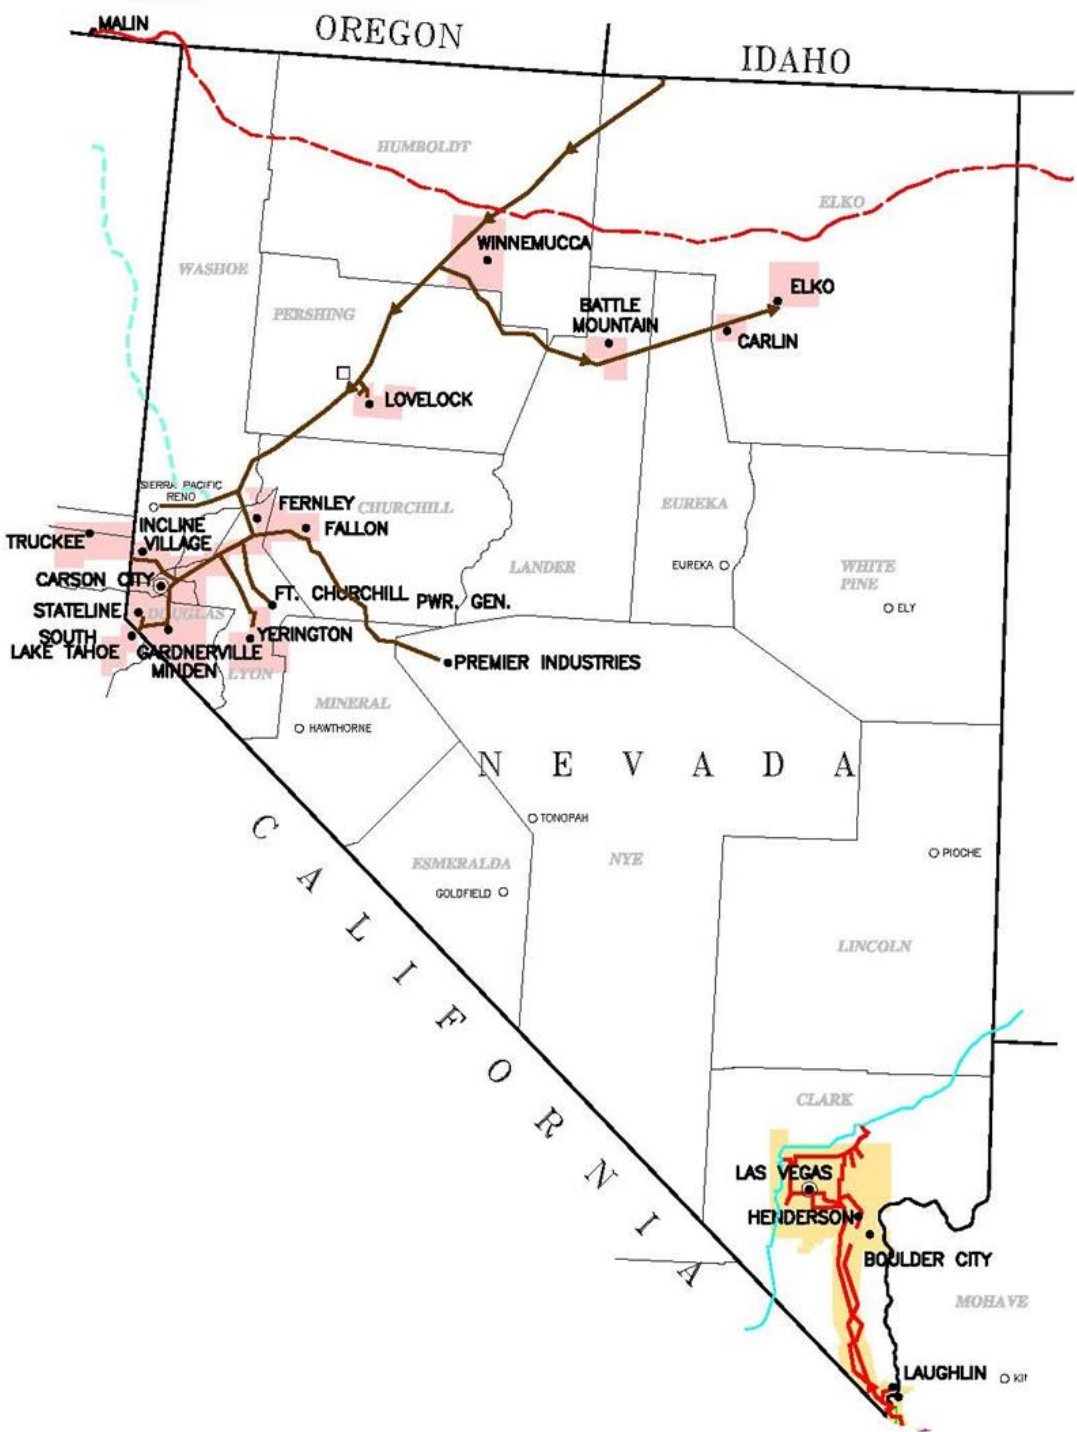 MALIN
OREGON
IDAHO
HUMBOLDT
ELKO
WINNEMUCCA
WASHOE
ELKO
PERSHING
BATTLE
MOUNTAIN
CARLIN
LOVELOCK
SIERRA PACIFIC
RENO
FERNLEY
CHURCHILL
EUREKA
FALLON
INCLINE
VILLAGE
TRUCKEE
EUREKA
LANDER
WHITE
PINE
CARSON CITY
FT. CHURCHILL PWR. GEN.
ELY
STATELINE
DOUGLAS
SOUTH
LAKE TAHOE
YERINGTON
GARDNERVILLE
MINDEN
PREMIER INDUSTRIES
LYON
MINERAL
HAWTHORNE
NEVADA
TONOPAH
CALIFORNIA
PIOCHE
ESMERALDA
NYE
GOLDFIELD
LINCOLN
CLARK
LAS VEGAS
HENDERSON
BOULDER CITY
MOHAVE
LAUGHLIN